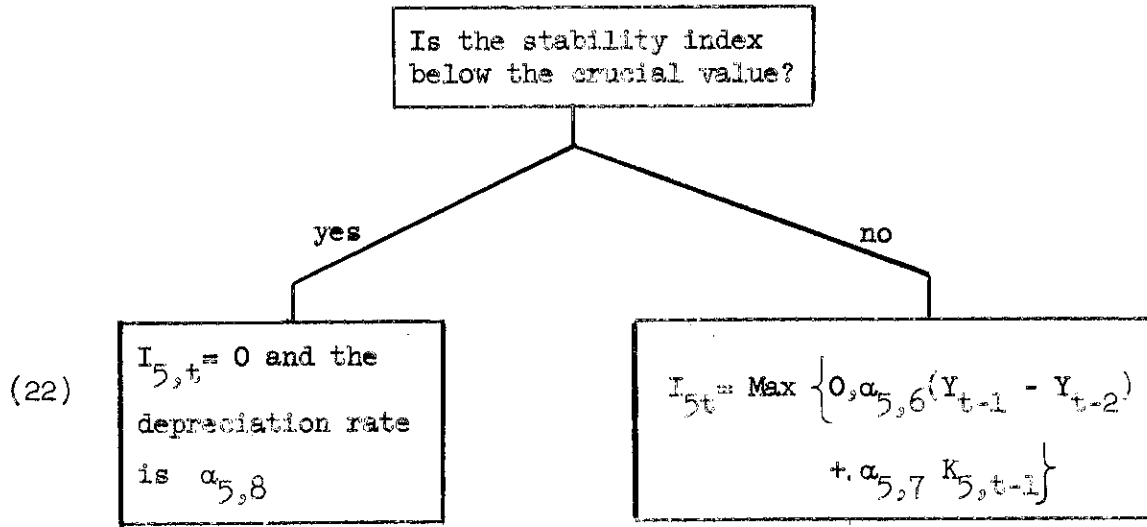 Is the stability index
below the crucial value?
yes
no
(22)
I5,t= 0 and the
depreciation rate
is α5,8
I5t= Max {0,α5,6(Yt-1 - Yt-2)
+. α5,7 K5,t-1}